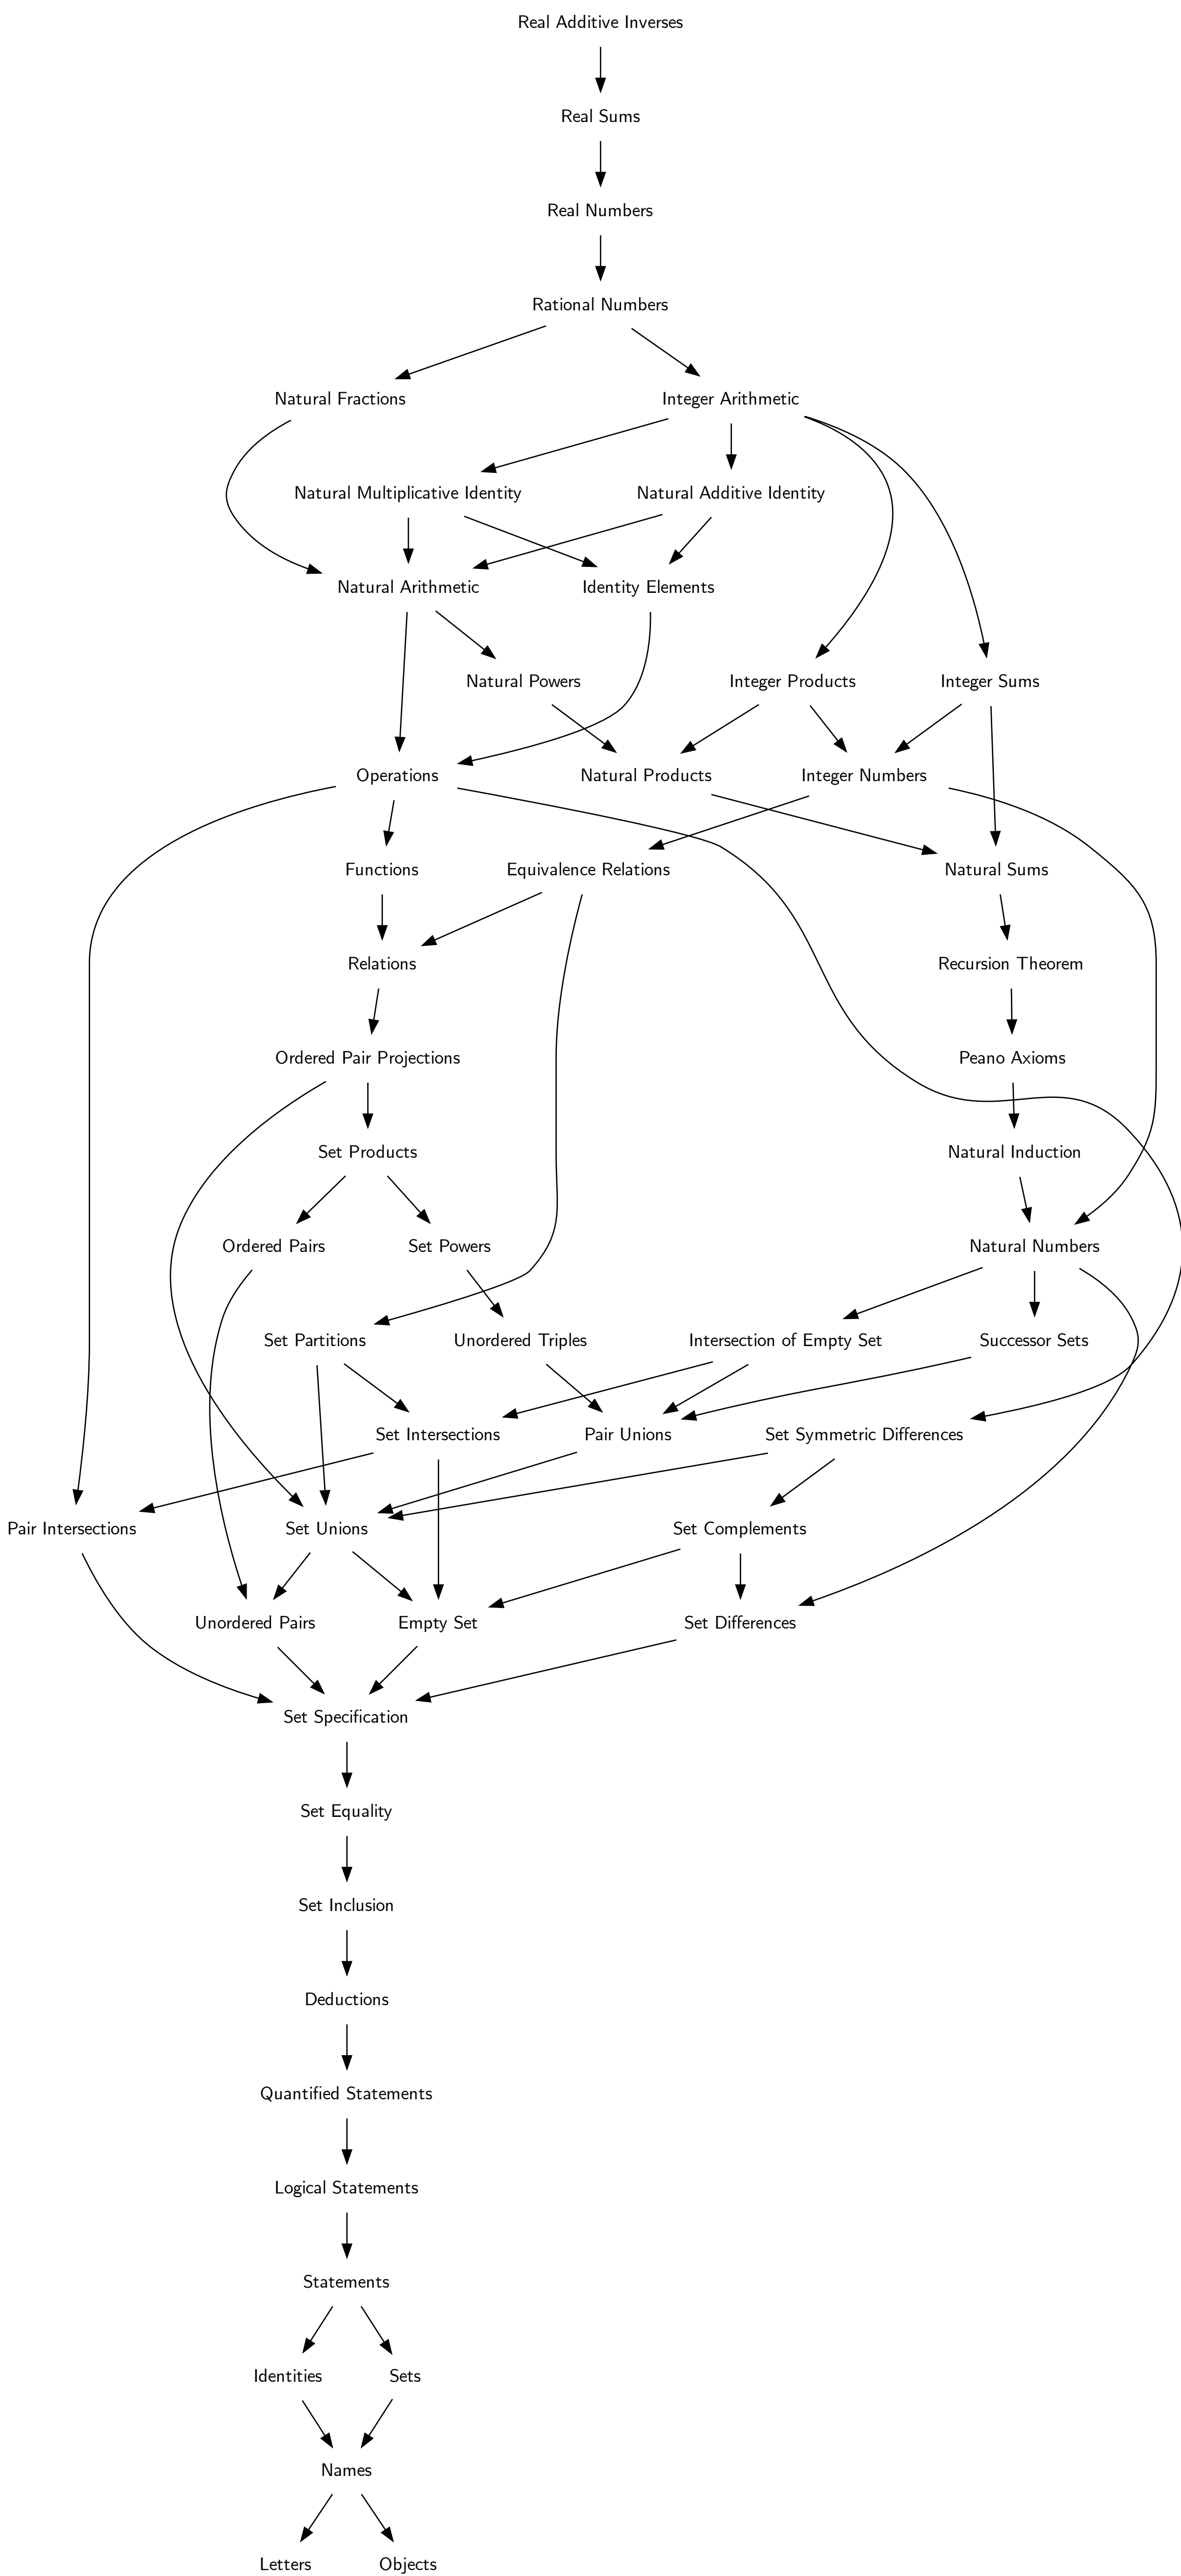 Real Additive Inverses
Real Sums
Real Numbers
Rational Numbers
Natural Fractions
Integer Arithmetic
Natural Multiplicative Identity
Natural Additive Identity
Natural Arithmetic
Identity Elements
Natural Powers
Integer Products
Integer Sums
Operations
Natural Products
Integer Numbers
Functions
Equivalence Relations
Natural Sums
Relations
Recursion Theorem
Ordered Pair Projections
Peano Axioms
Set Products
Natural Induction
Ordered Pairs
Set Powers
Natural Numbers
Set Partitions
Unordered Triples
Intersection of Empty Set
Successor Sets
Set Intersections
Pair Unions
Set Symmetric Differences
Pair Intersections
Set Unions
Set Complements
Unordered Pairs
Empty Set
Set Differences
Set Specification
Set Equality
Set Inclusion
Deductions
Quantified Statements
Logical Statements
Statements
Identities
Sets
Names
Letters
Objects